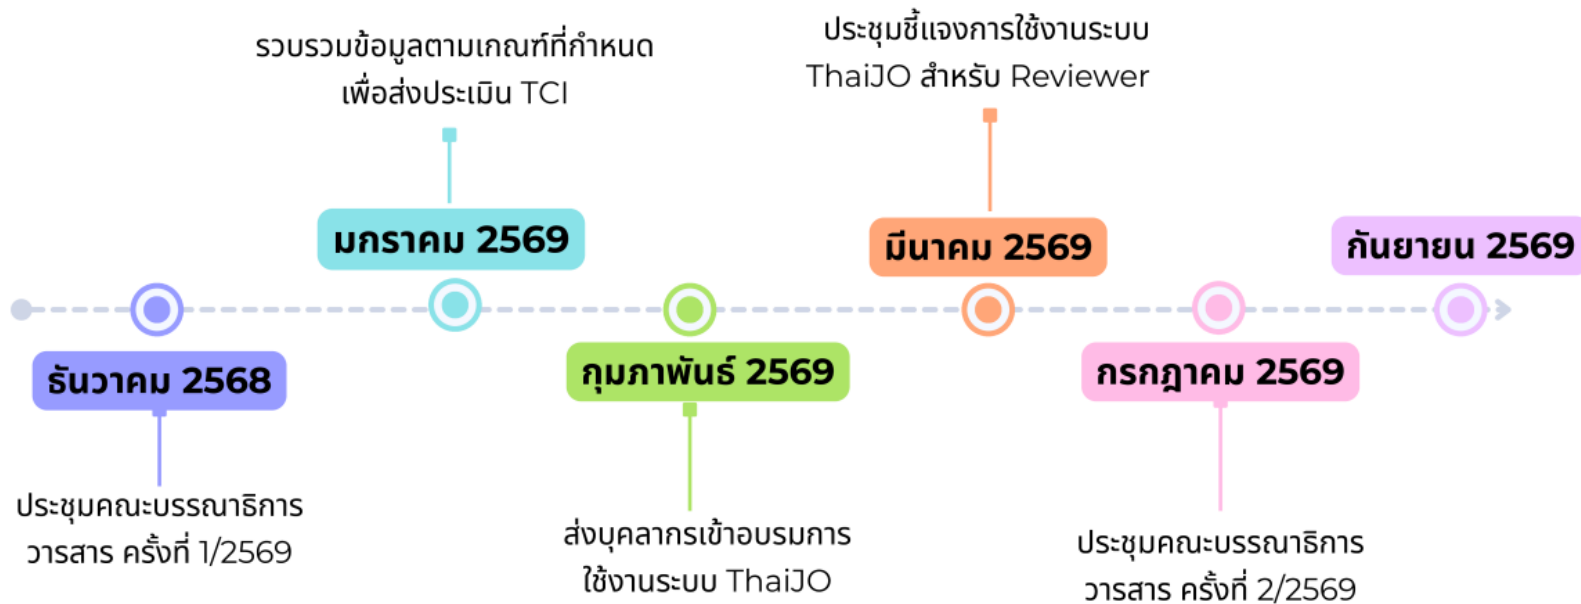 รวบรวมข้อมูลตามเกณฑ์ที่กำหนด
เพื่อส่งประเมิน TCI
ประชุมชี้แจงการใช้งานระบบ
ThaiJO สำหรับ Reviewer
มกราคม 2569
มีนาคม 2569
กันยายน 2569
ธันวาคม 2568
กุมภาพันธ์ 2569
กรกฎาคม 2569
ประชุมคณะบรรณาธิการ
วารสาร ครั้งที่ 1/2569
ส่งบุคลากรเข้าอบรมการ
ใช้งานระบบ ThaiJO
ประชุมคณะบรรณาธิการ
วารสาร ครั้งที่ 2/2569